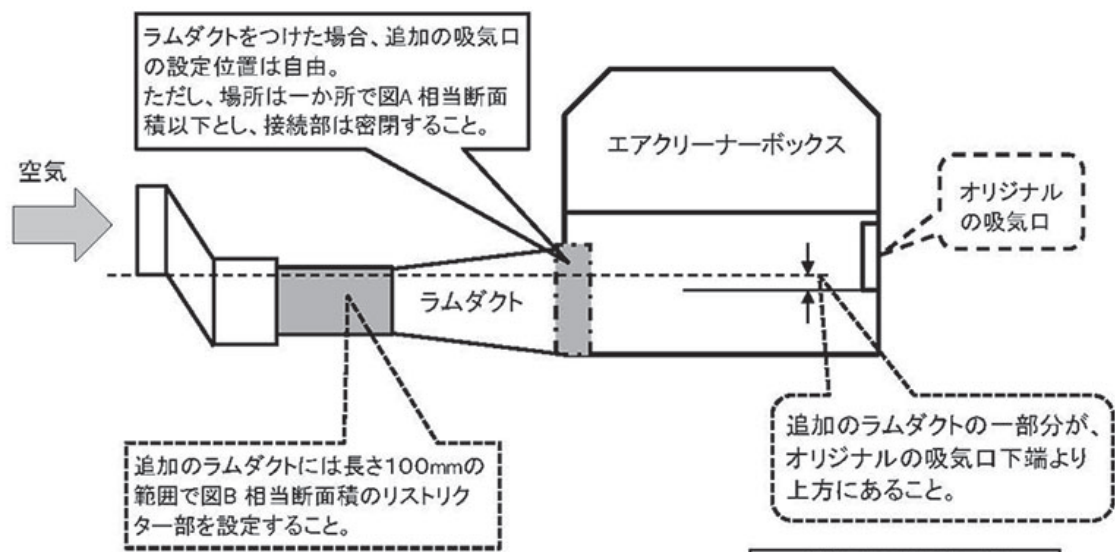 ラムダクトをつけた場合、追加の吸気口
の設定位置は自由。
ただし、場所は一か所で図A 相当断面
積以下とし、接続部は密閉すること。
空気
エアクリーナーボックス
オリジナル
の吸気口
ラムダクト
追加のラムダクトには長さ100mmの
範囲で図B 相当断面積のリストリク
ター部を設定すること。
追加のラムダクトの一部分が、
オリジナルの吸気口下端より
上方にあること。